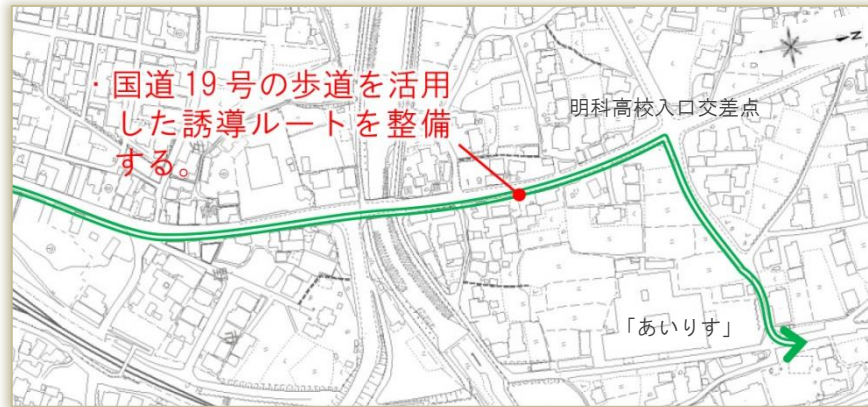 ・国道19号の歩道を活用
した誘導ルートを整備
する。
明科高校入口交差点
N
「あいりす」